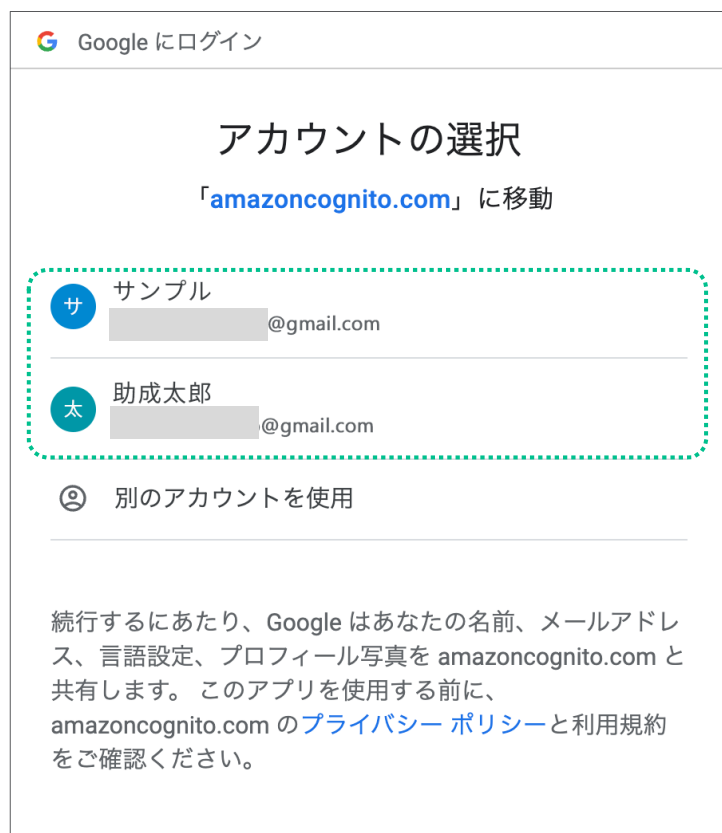 Google にログイン
アカウントの選択
「amazoncognito.com」に移動
サ
サンプル
@gmail.com
太
助成太郎
@gmail.com
別のアカウントを使用
続行するにあたり、Google はあなたの名前、メールアドレ
ス、言語設定、プロフィール写真を amazoncognito.com と
共有します。 このアプリを使用する前に、
amazoncognito.com のプライバシー ポリシーと利用規約
をご確認ください。